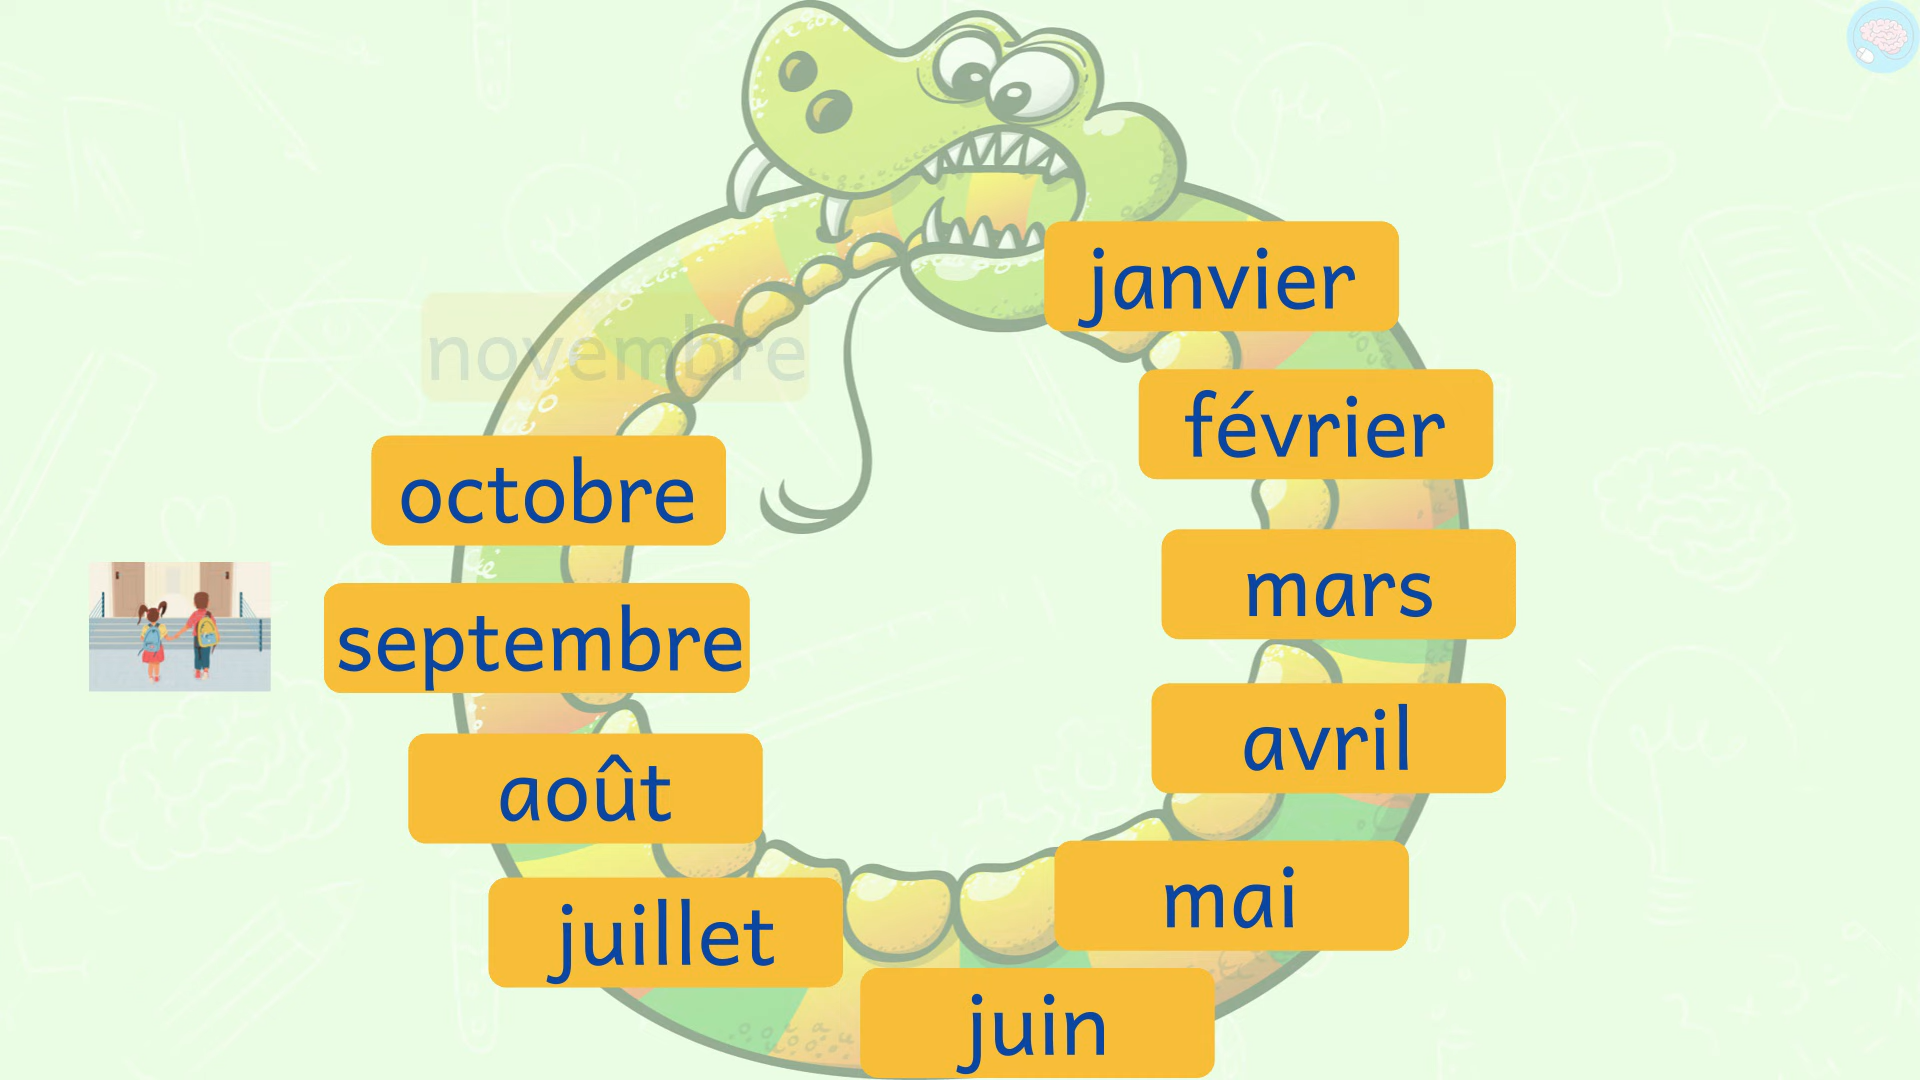 janvier
février
mars
avril
mai
juin
juillet
août
septembre
octobre
novembre